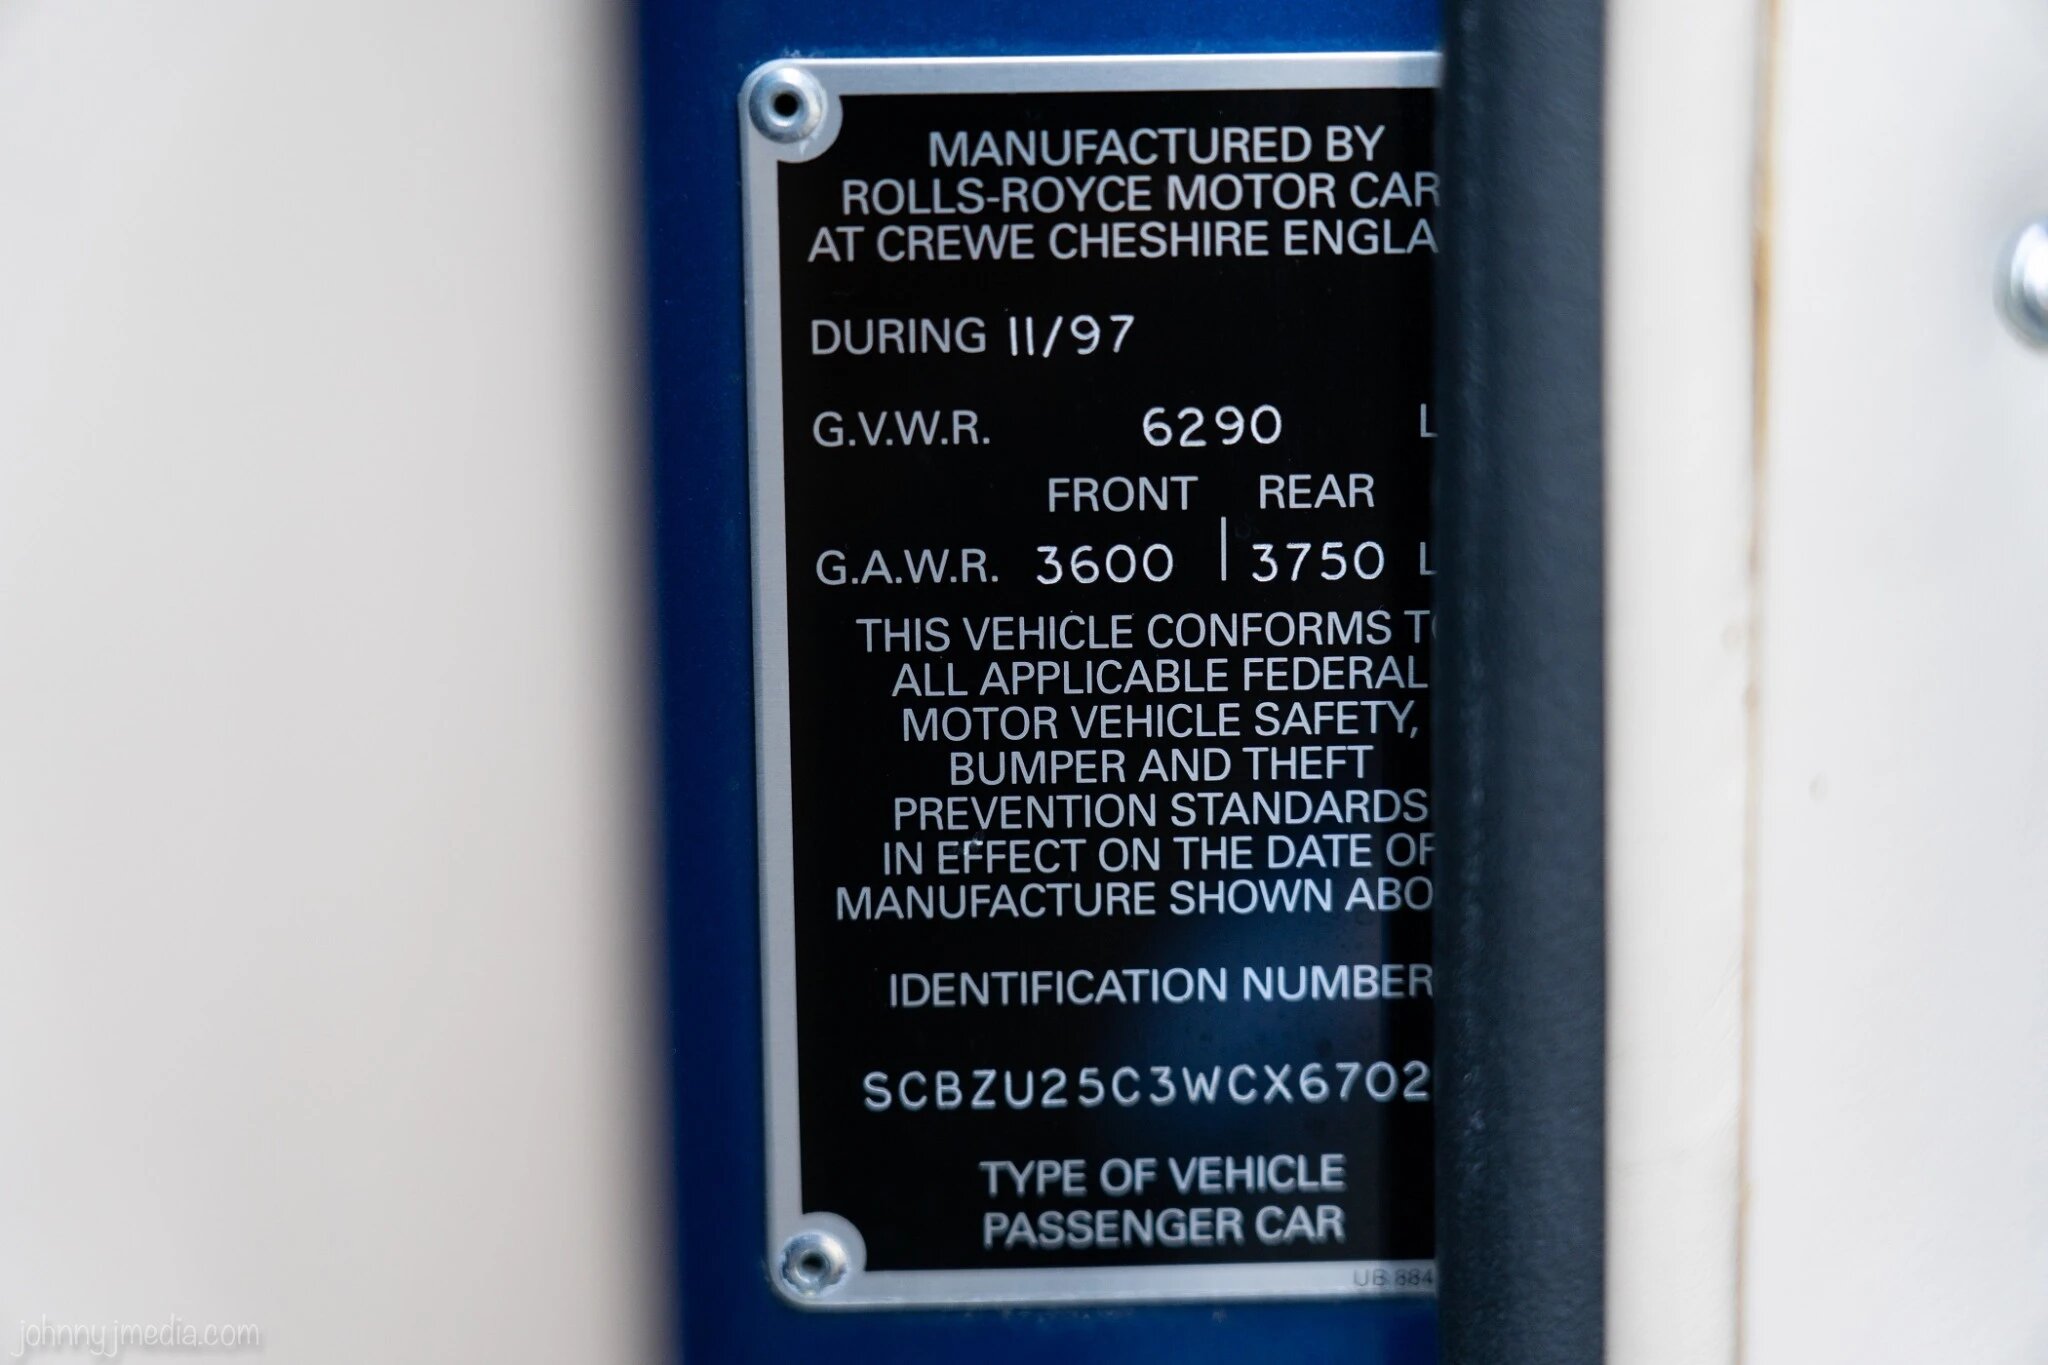 MANUFACTURED BY
ROLLS-ROYCE MOTOR CAR
AT CREWE CHESHIRE ENGLA
DURING 11/97
G.V.W.R. 6290 L
FRONT REAR
G.A.W.R. 3600 | 3750 L
THIS VEHICLE CONFORMS TO
ALL APPLICABLE FEDERAL
MOTOR VEHICLE SAFETY,
BUMPER AND THEFT
PREVENTION STANDARDS
IN EFFECT ON THE DATE OF
MANUFACTURE SHOWN ABO
IDENTIFICATION NUMBER
SCBZU25C3WCX6702
TYPE OF VEHICLE
PASSENGER CAR
UB 884
johnnyjmedia.com